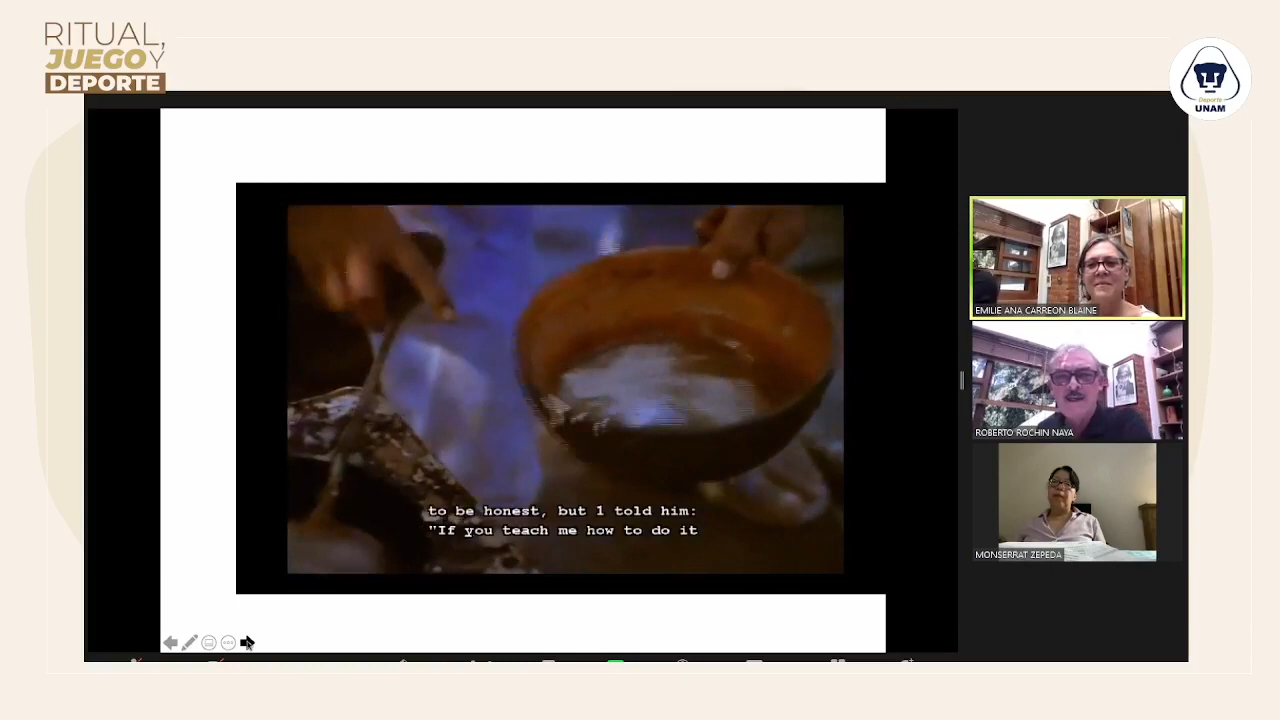 RITUAL,
JUEGO Y
DEPORTE
Deporte
UNAM
EMILIE ANA CARREON BLAINE
ROBERTO ROCHIN NAYA
to be honest, but 1 told him:
"If you teach me how to do it
MONSERRAT ZEPEDA